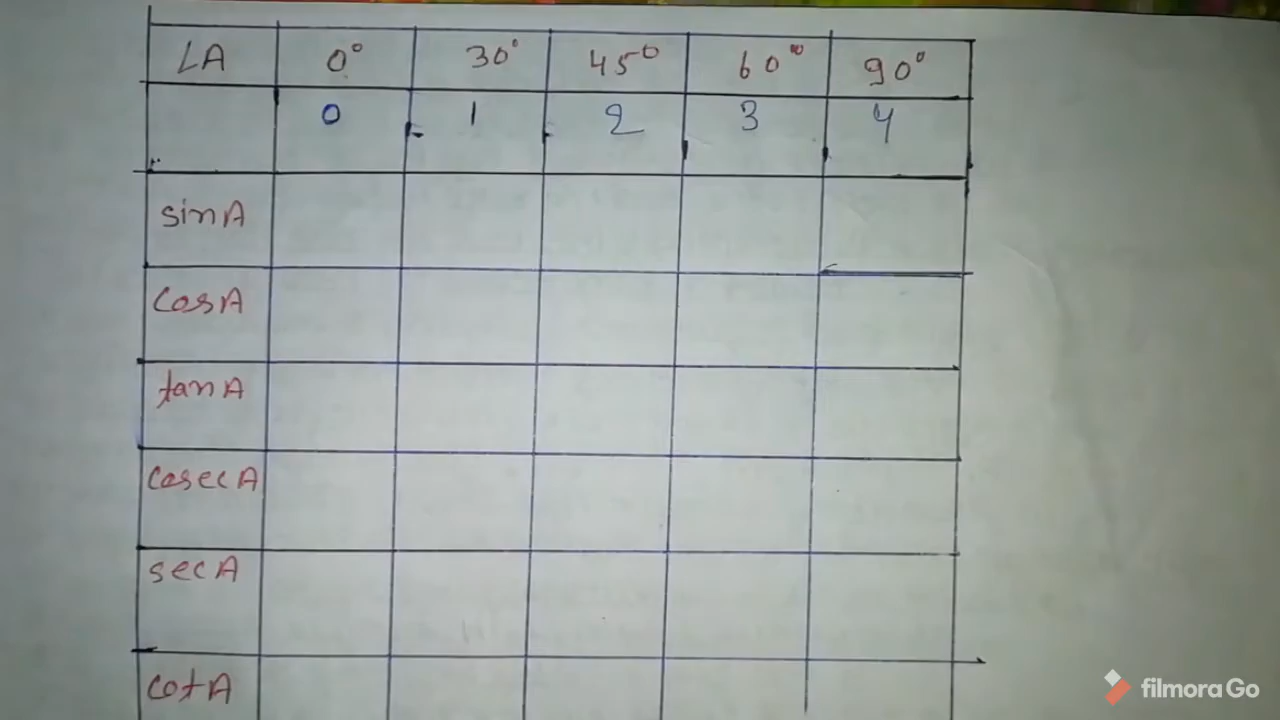 ∠A 0° 30° 45° 60° 90°
0 1 2 3 4
sinA
CosA
tanA
CosecA
secA
CotA
filmoraGo